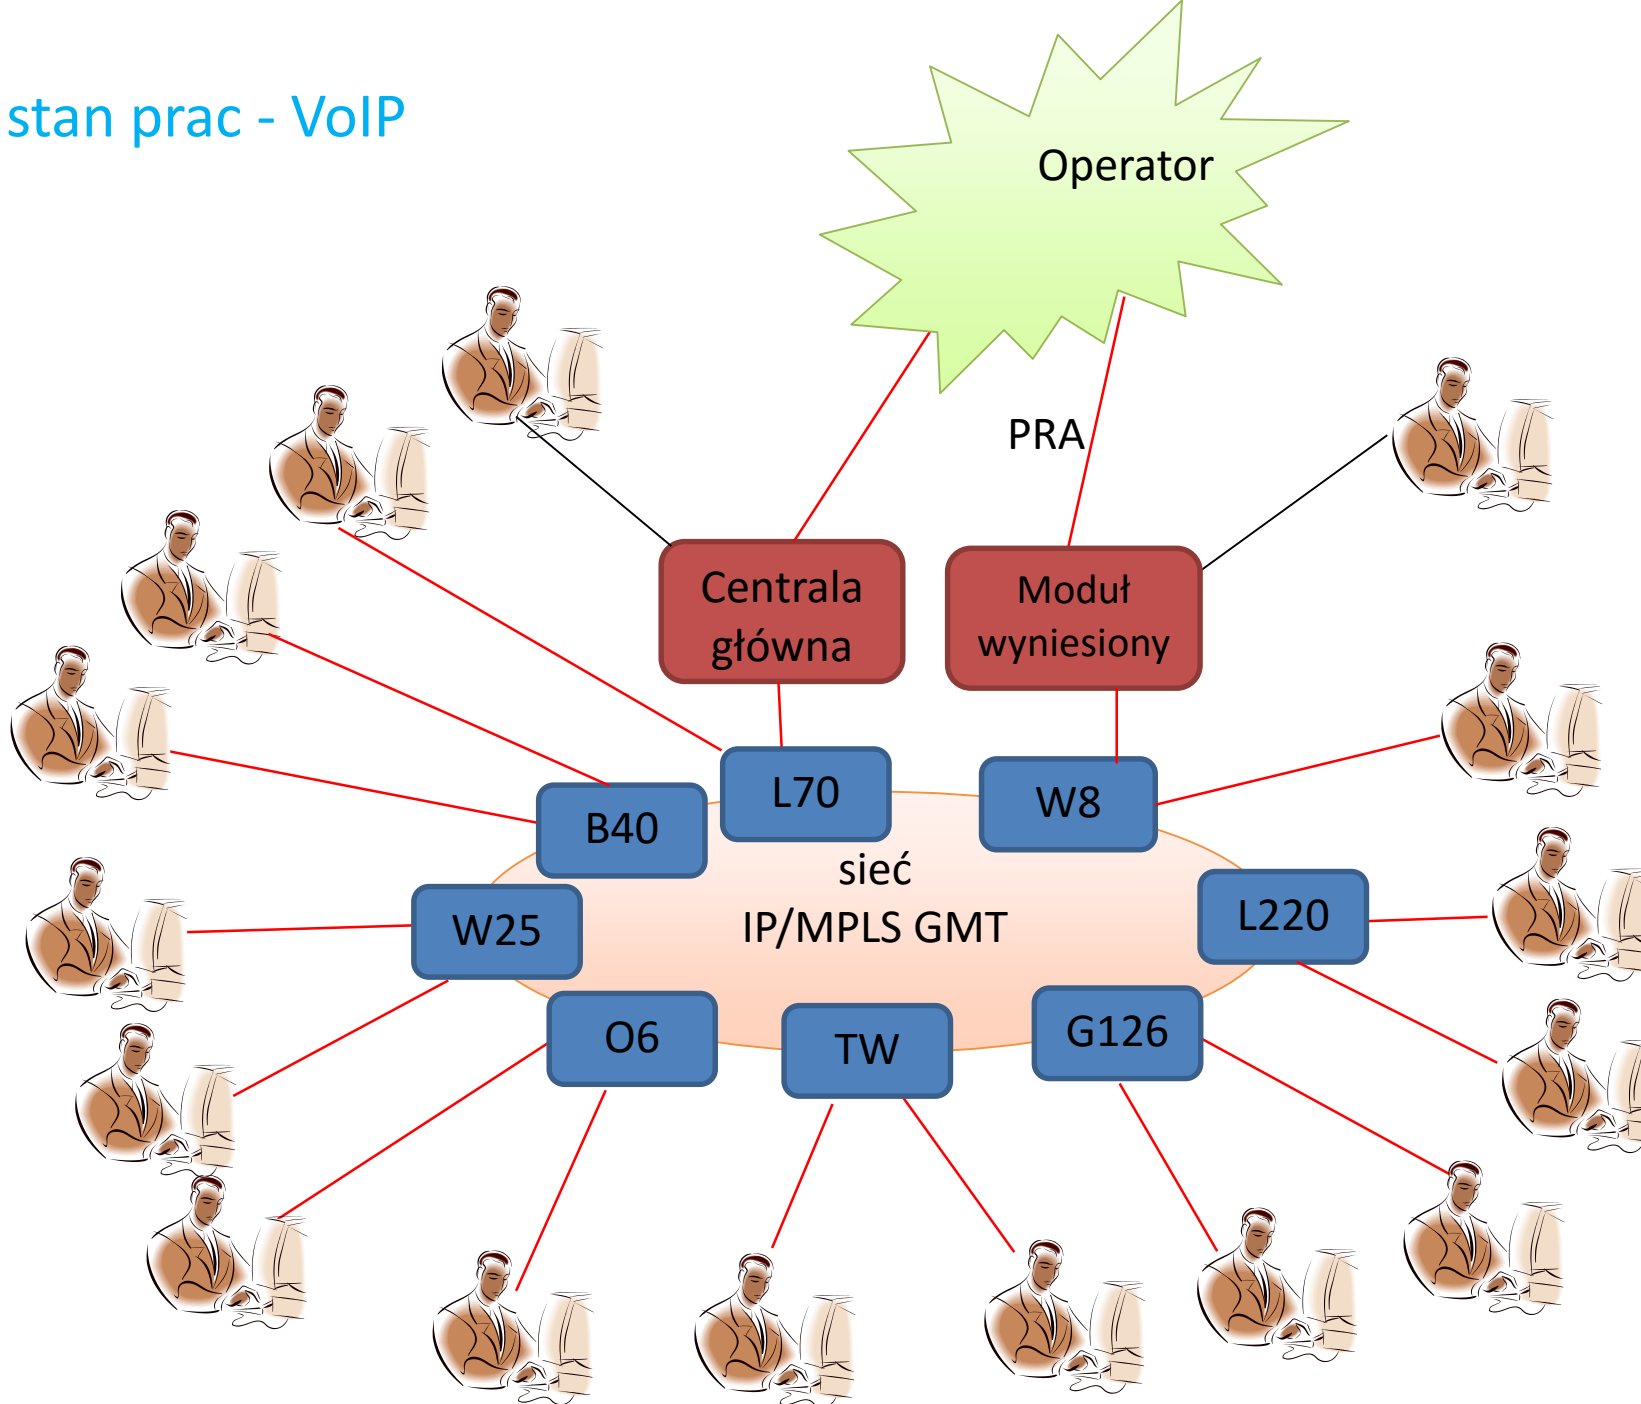 stan prac - VoIP
Operator
PRA
Centrala
główna
Moduł
wyniesiony
L70
W8
B40
sieć
IP/MPLS GMT
W25
L220
O6
TW
G126